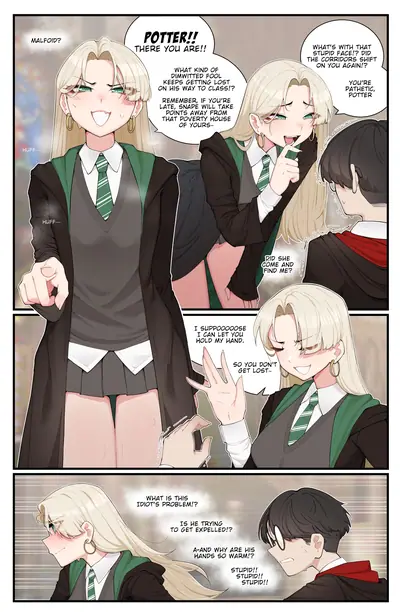 MALFOID?
POTTER!!
THERE YOU ARE!!
WHAT KIND OF
DIMWITTED FOOL
KEEPS GETTING LOST
ON HIS WAY TO CLASS!?
REMEMBER, IF YOU'RE
LATE, SNAPE WILL TAKE
POINTS AWAY FROM
THAT POVERTY HOUSE
OF YOURS-
WHAT'S WITH THAT
STUPID FACE!? DID
THE CORRIDORS SHIFT
ON YOU AGAIN!?
YOU'RE
PATHETIC,
POTTER
HUFF--
HUFF--
DID SHE
COME AND
FIND ME?
I SUPPOOOOOSE
I CAN LET YOU
HOLD MY HAND.
SO YOU DON'T
GET LOST-
WHAT IS THIS
IDIOT'S PROBLEM!?
IS HE TRYING
TO GET EXPELLED!?
A-AND WHY ARE HIS
HANDS SO WARM!?
STUPID!!
STUPID!!
STUPID!!